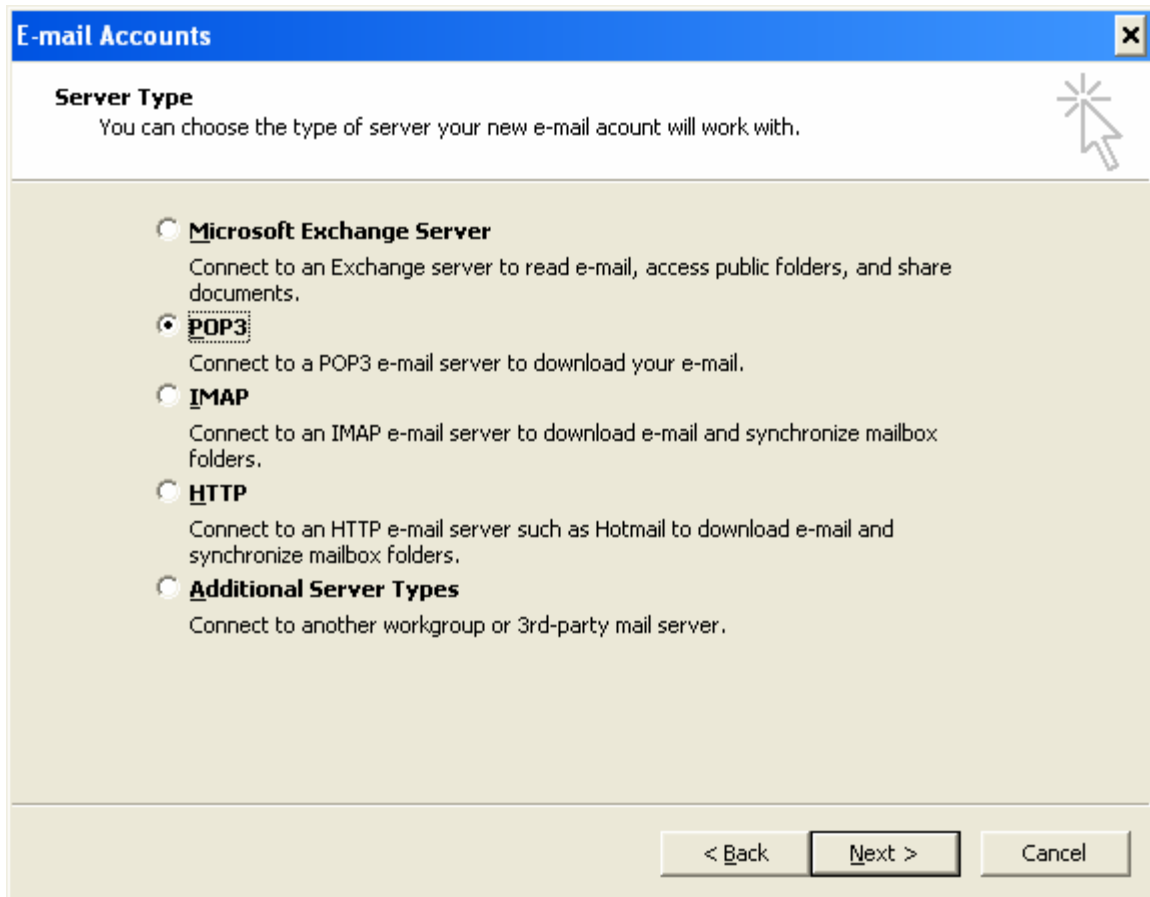 E-mail Accounts
Server Type
You can choose the type of server your new e-mail acount will work with.
Microsoft Exchange Server
Connect to an Exchange server to read e-mail, access public folders, and share
documents.
POP3
Connect to a POP3 e-mail server to download your e-mail.
IMAP
Connect to an IMAP e-mail server to download e-mail and synchronize mailbox
folders.
HTTP
Connect to an HTTP e-mail server such as Hotmail to download e-mail and
synchronize mailbox folders.
Additional Server Types
Connect to another workgroup or 3rd-party mail server.
< Back Next > Cancel